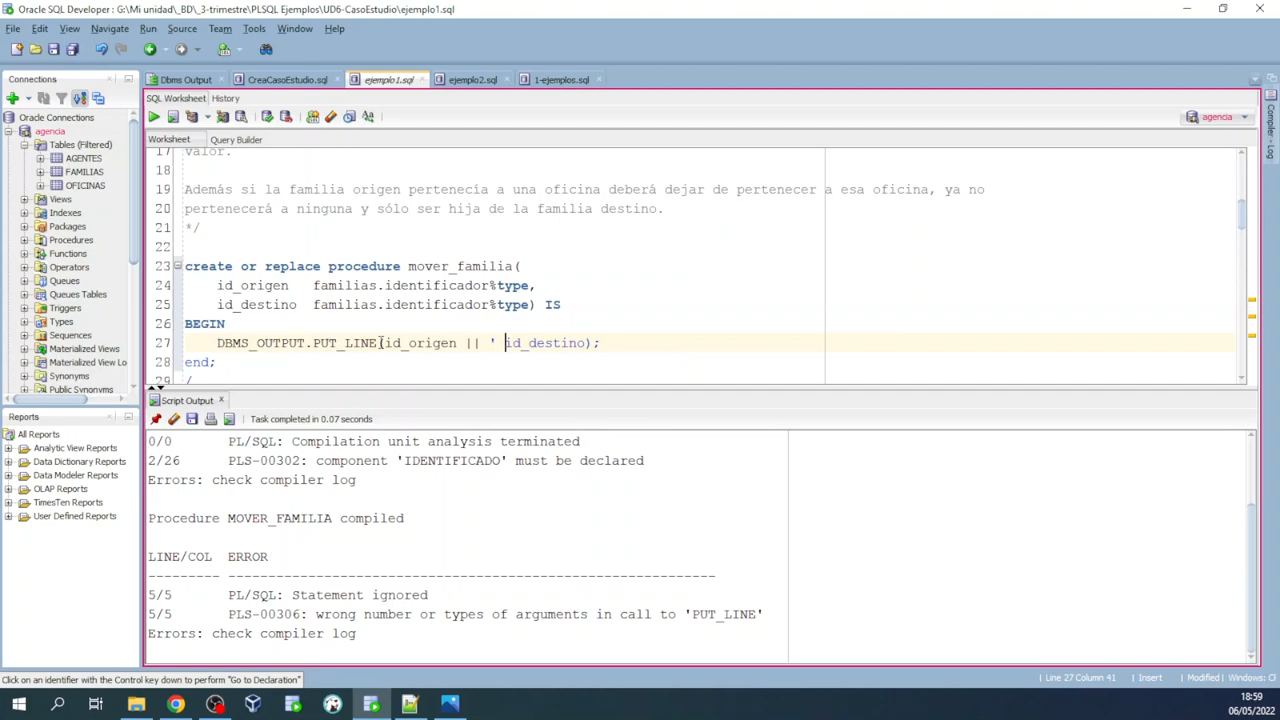 Oracle SQL Developer : G:\Mi unidad\_BD\_3-trimestre\PLSQL Ejemplos\UD6-CasoEstudio\ejemplo1.sql
File Edit View Navigate Run Source Team Tools Window Help
Connections
Dbms Output CreaCasoEstudio.sql ejemplo1.sql ejemplo2.sql 1-ejemplos.sql
SQL Worksheet History
Oracle Connections
agencia
Tables (Filtered)
AGENTES
FAMILIAS
OFICINAS
Views
Indexes
Packages
Procedures
Functions
Operators
Queues
Queues Tables
Triggers
Types
Sequences
Materialized Views
Materialized View Lo
Synonyms
Public Synonyms
agencia
Compiler - Log
Worksheet Query Builder
17 valor.
18
19 Además si la familia origen pertenecía a una oficina deberá dejar de pertenecer a esa oficina, ya no
20 pertenecerá a ninguna y sólo ser hija de la familia destino.
21 */
22
23 create or replace procedure mover_familia(
24 id_origen familias.identificador%type,
25 id_destino familias.identificador%type) IS
26 BEGIN
27 DBMS_OUTPUT.PUT_LINE(id_origen || ' id_destino);
28 end;
29 /
Reports
All Reports
Analytic View Reports
Data Dictionary Reports
Data Modeler Reports
OLAP Reports
TimesTen Reports
User Defined Reports
Script Output
Task completed in 0.07 seconds
0/0 PL/SQL: Compilation unit analysis terminated
2/26 PLS-00302: component 'IDENTIFICADO' must be declared
Errors: check compiler log
Procedure MOVER_FAMILIA compiled
LINE/COL ERROR
--------- -------------------------------------------------------------
5/5 PL/SQL: Statement ignored
5/5 PLS-00306: wrong number or types of arguments in call to 'PUT_LINE'
Errors: check compiler log
Click on an identifier with the Control key down to perform "Go to Declaration"
Line 27 Column 41 Insert Modified Windows: C
18:59
06/05/2022